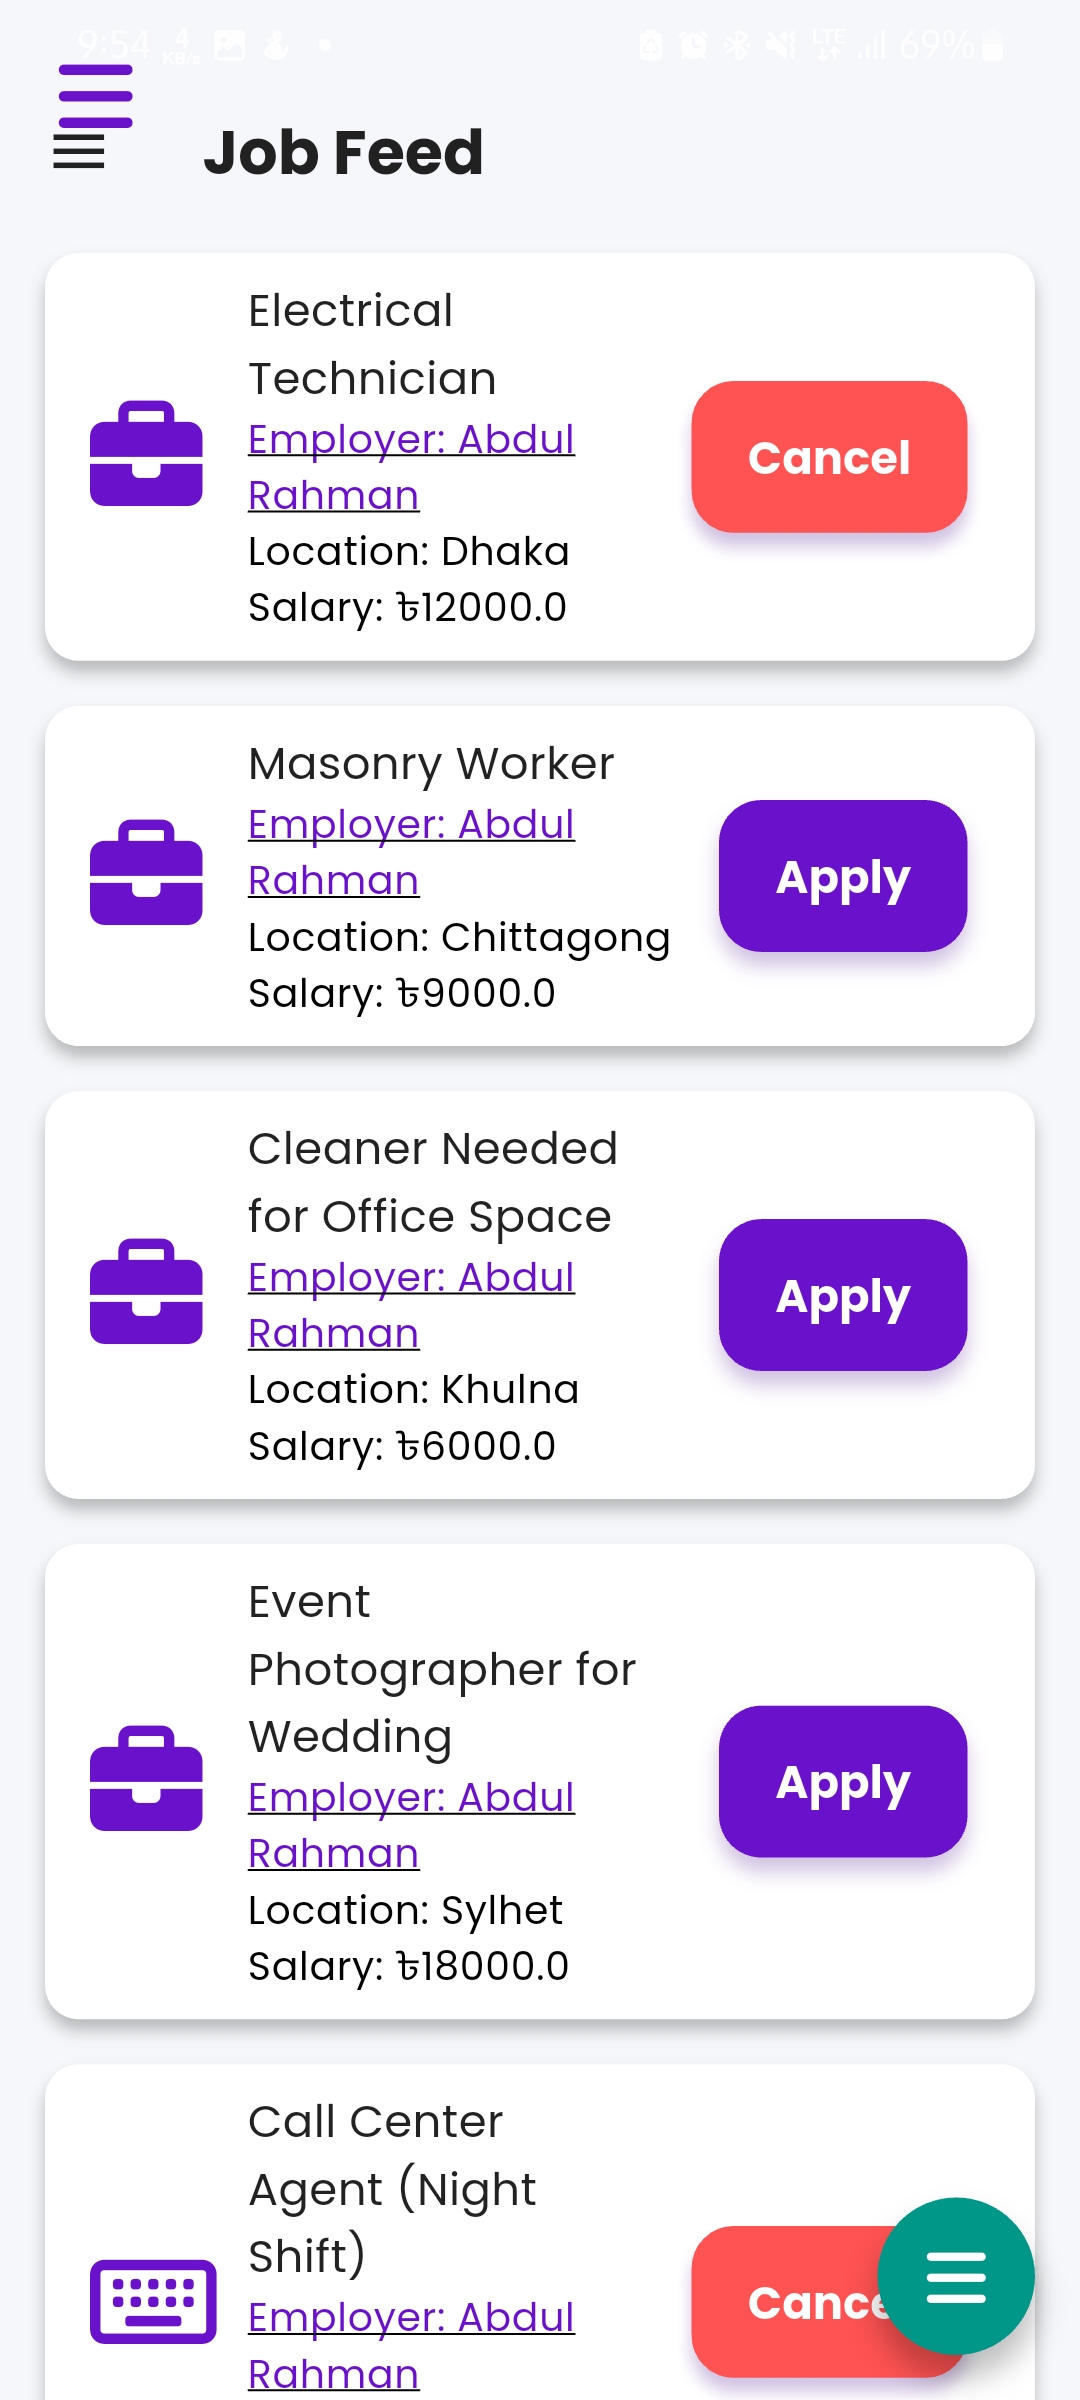 9:54 4 KB/s LTE 69%
Job Feed
Electrical
Technician
Employer: Abdul
Rahman
Location: Dhaka
Salary: ৳12000.0
Cancel
Masonry Worker
Employer: Abdul
Rahman
Location: Chittagong
Salary: ৳9000.0
Apply
Cleaner Needed
for Office Space
Employer: Abdul
Rahman
Location: Khulna
Salary: ৳6000.0
Apply
Event
Photographer for
Wedding
Employer: Abdul
Rahman
Location: Sylhet
Salary: ৳18000.0
Apply
Call Center
Agent (Night
Shift)
Employer: Abdul
Rahman
Cance